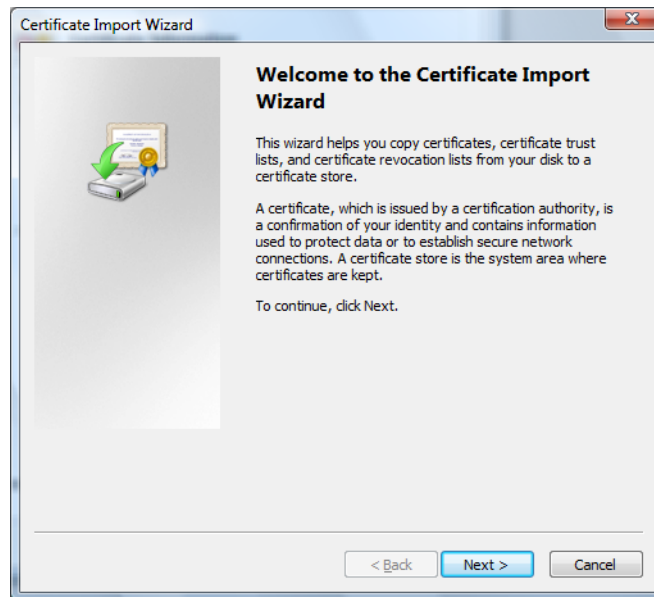 Certificate Import Wizard
Welcome to the Certificate Import
Wizard
This wizard helps you copy certificates, certificate trust
lists, and certificate revocation lists from your disk to a
certificate store.
A certificate, which is issued by a certification authority, is
a confirmation of your identity and contains information
used to protect data or to establish secure network
connections. A certificate store is the system area where
certificates are kept.
To continue, click Next.
< Back Next > Cancel